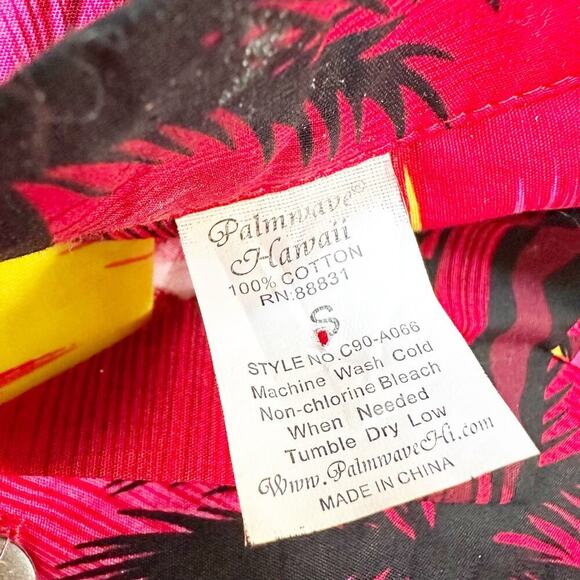 Palmwave®
Hawaii
100% COTTON
RN:88831
S
STYLE NO.C90-A066
Machine Wash Cold
Non-chlorine Bleach
When Needed
Tumble Dry Low
Www.PalmwaveHi.com
MADE IN CHINA